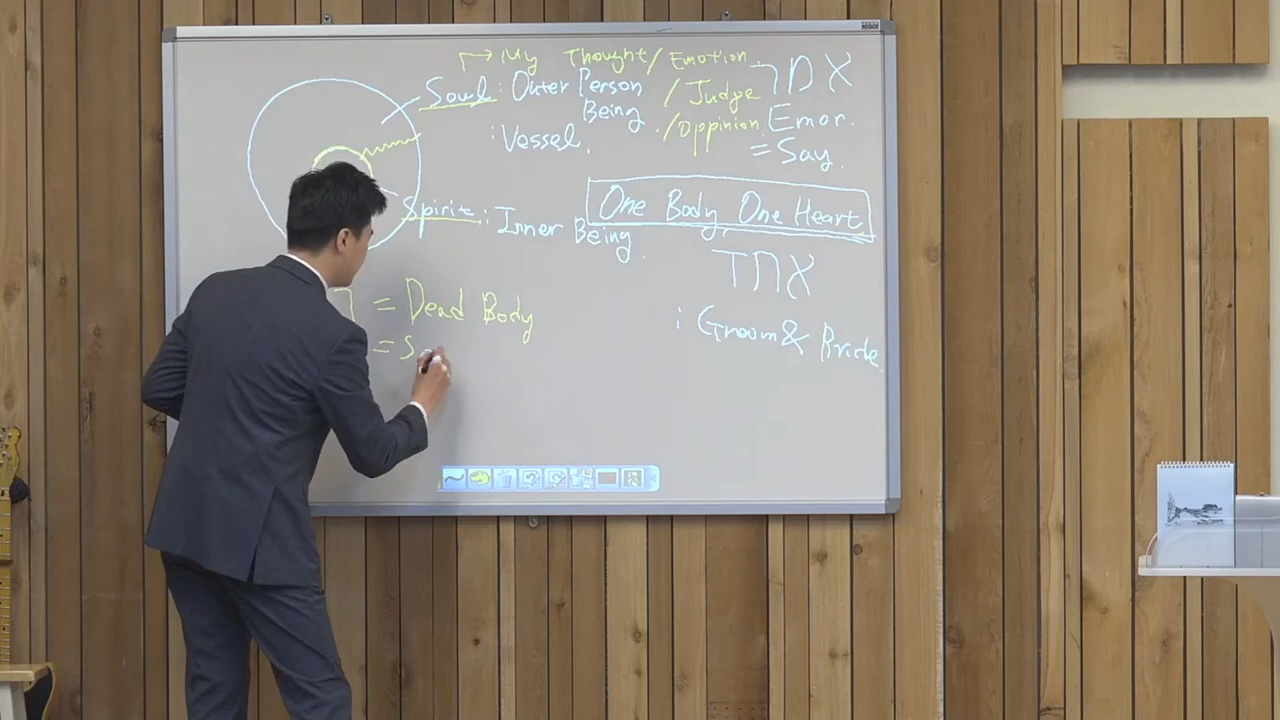 My Thought / Emotion
Soul : Outer Person / Judge אמר
Being
: Vessel. / Oppinion Emor.
= Say.
One Body, One Heart
Spirit : Inner Being.
אחד
= Dead Body
: Groom & Bride
= S